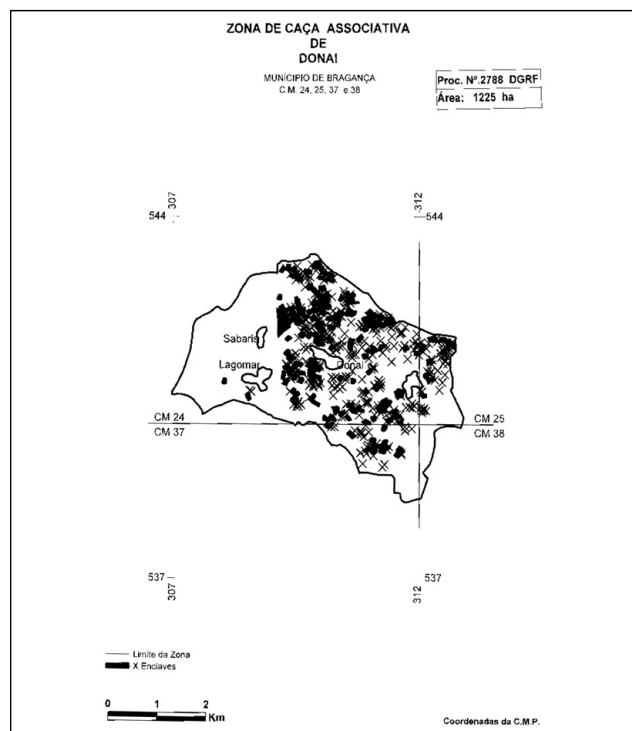 ZONA DE CAÇA ASSOCIATIVA
DE
DONAI
MUNÍCIPIO DE BRAGANÇA
C.M. 24, 25, 37 e 38
Proc. Nº.2788 DGRF
Área: 1225 ha
307
312
544
544
Sabaris
Lagomar
Donai
CM 24
CM 25
CM 37
CM 38
537
537
307
312
Limite da Zona
X Enclaves
0 1 2
Km
Coordenadas da C.M.P.